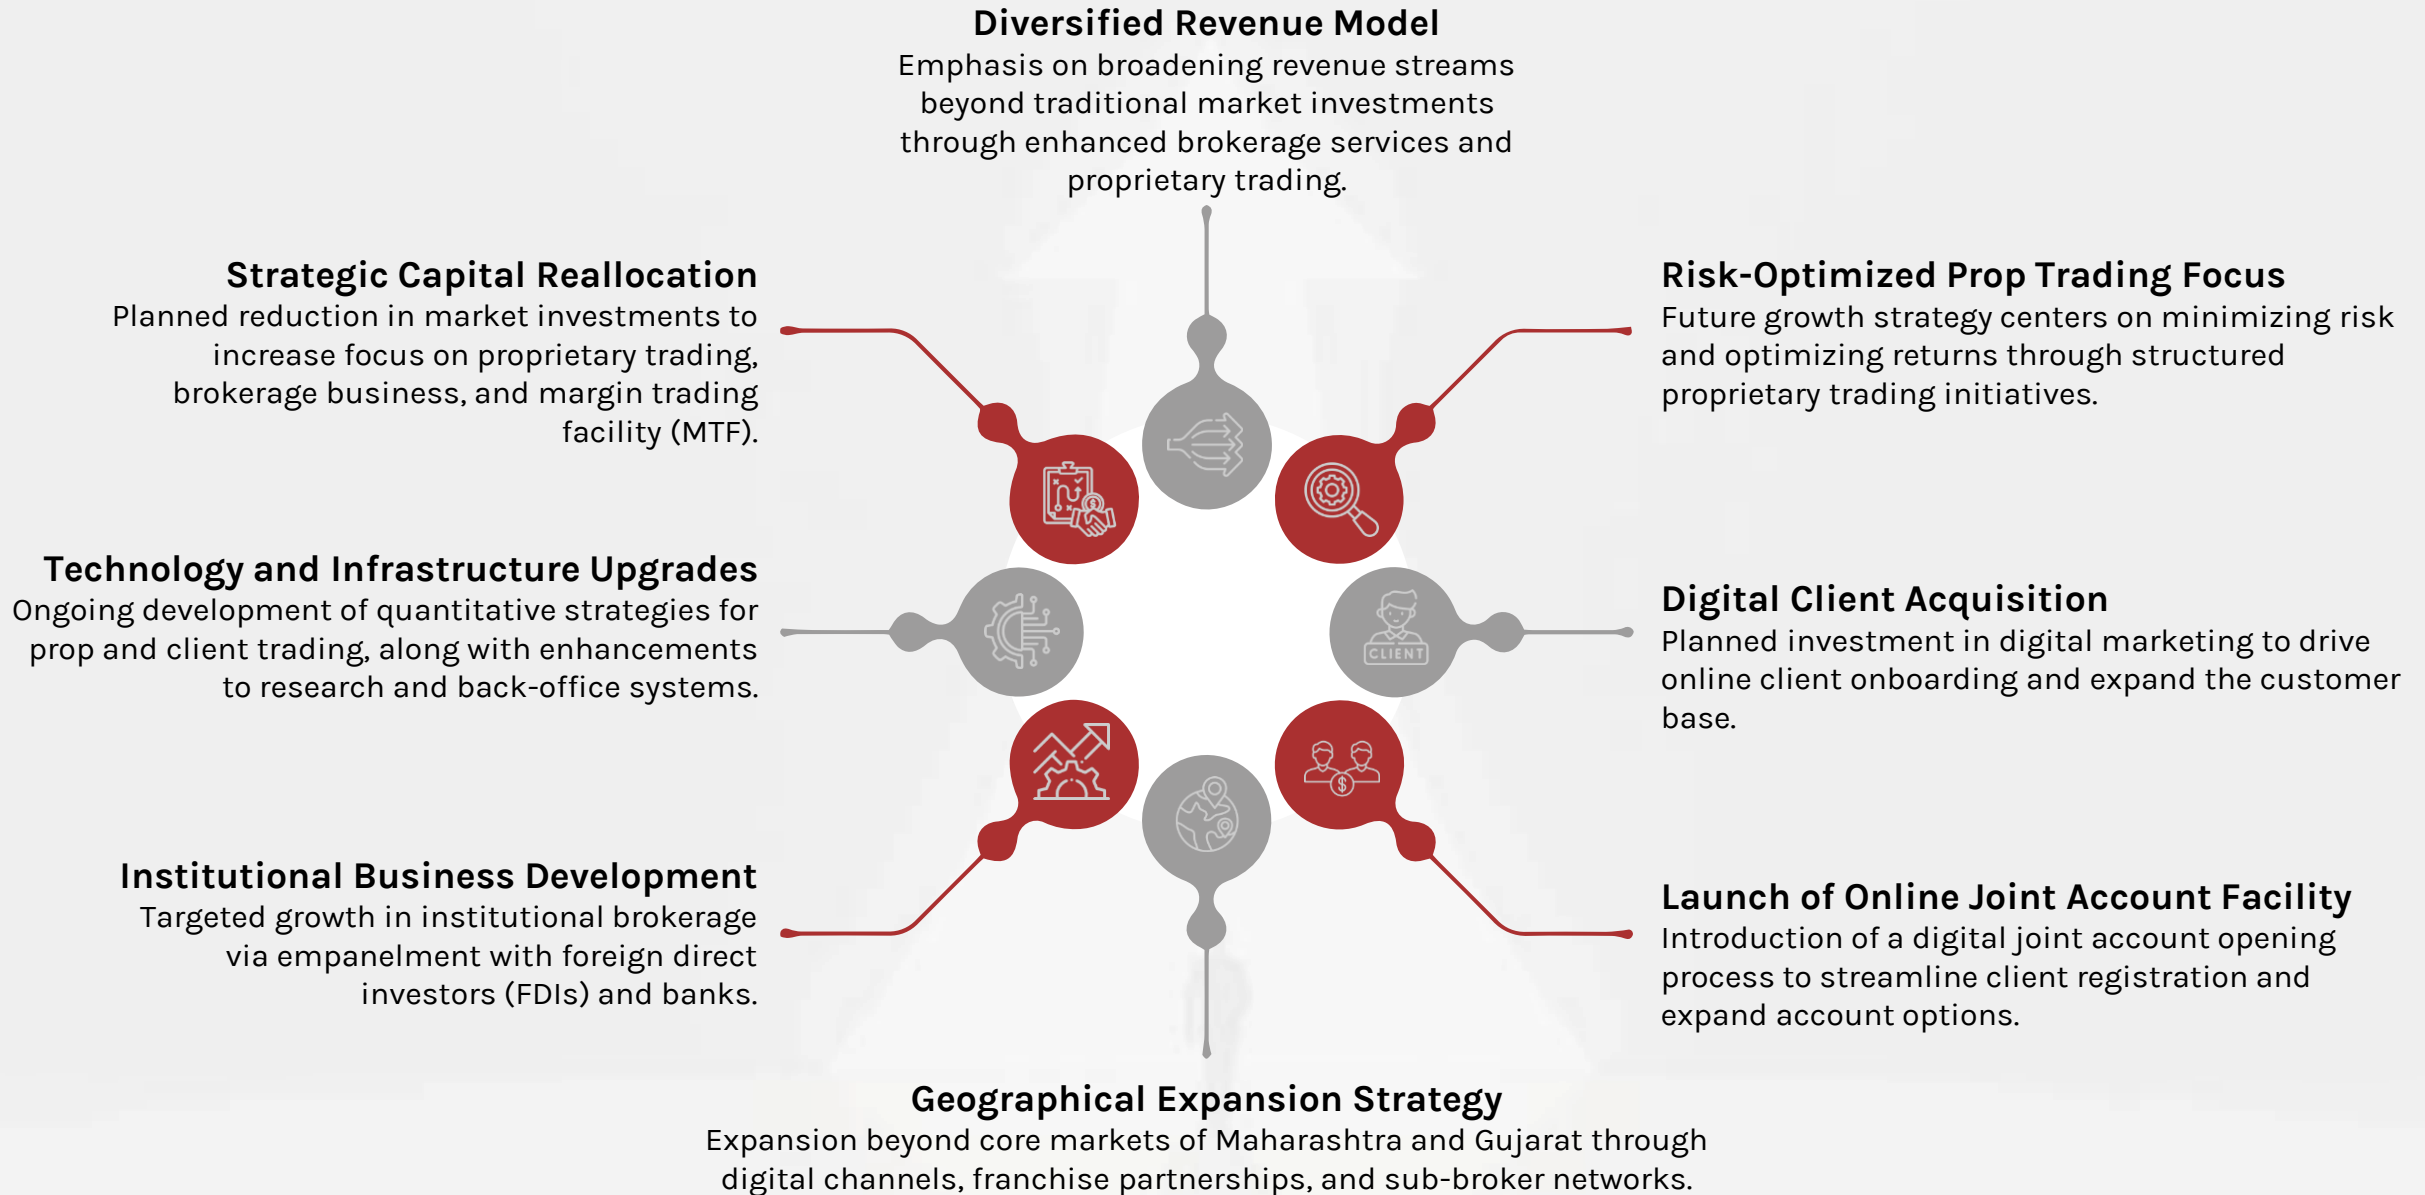 Diversified Revenue Model
Emphasis on broadening revenue streams
beyond traditional market investments
through enhanced brokerage services and
proprietary trading.
Strategic Capital Reallocation
Planned reduction in market investments to
increase focus on proprietary trading,
brokerage business, and margin trading
facility (MTF).
Risk-Optimized Prop Trading Focus
Future growth strategy centers on minimizing risk
and optimizing returns through structured
proprietary trading initiatives.
Technology and Infrastructure Upgrades
Ongoing development of quantitative strategies for
prop and client trading, along with enhancements
to research and back-office systems.
CLIENT
Digital Client Acquisition
Planned investment in digital marketing to drive
online client onboarding and expand the customer
base.
Institutional Business Development
Targeted growth in institutional brokerage
via empanelment with foreign direct
investors (FDIs) and banks.
Launch of Online Joint Account Facility
Introduction of a digital joint account opening
process to streamline client registration and
expand account options.
Geographical Expansion Strategy
Expansion beyond core markets of Maharashtra and Gujarat through
digital channels, franchise partnerships, and sub-broker networks.